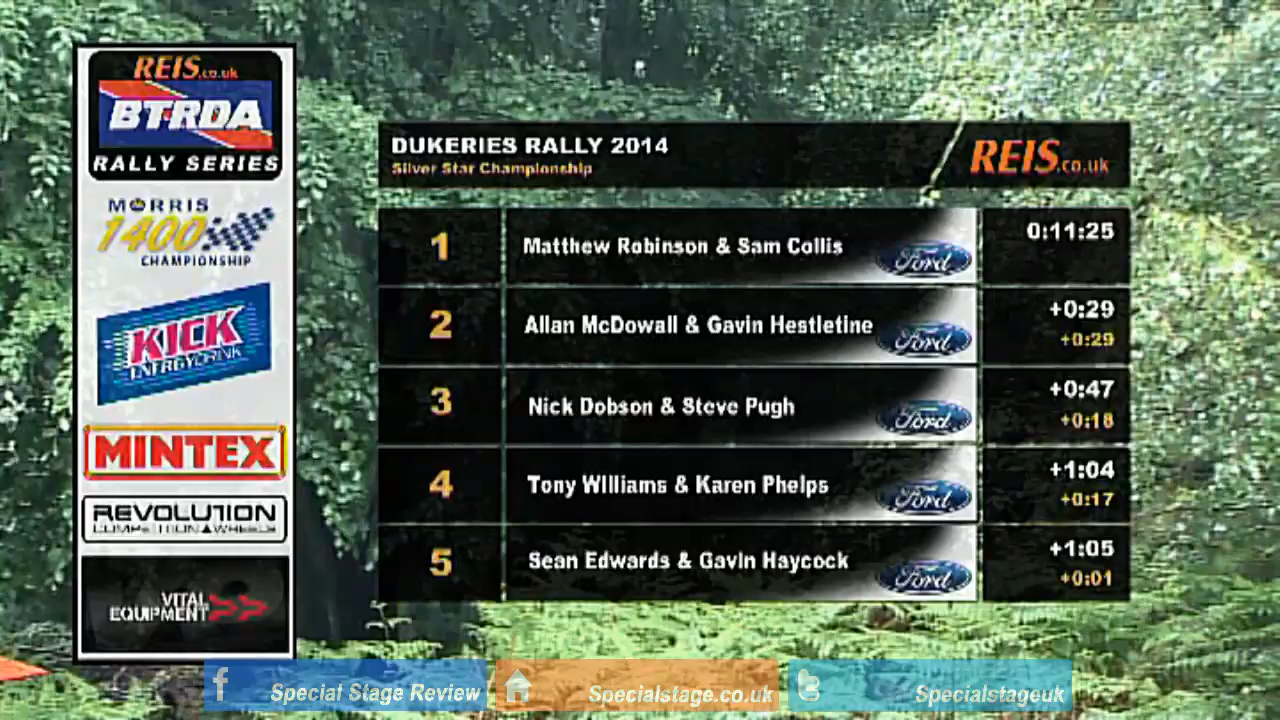 REIS.co.uk
BTRDA
RALLY SERIES
MORRIS
1400
CHAMPIONSHIP
KICK
ENERGYDRINK
MINTEX
REVOLUTION
COMPETITION WHEELS
VITAL
EQUIPMENT
DUKERIES RALLY 2014
Silver Star Championship
REIS.co.uk
1 Matthew Robinson & Sam Collis Ford 0:11:25
2 Allan McDowall & Gavin Hestletine Ford +0:29
+0:29
3 Nick Dobson & Steve Pugh Ford +0:47
+0:18
4 Tony Williams & Karen Phelps Ford +1:04
+0:17
5 Sean Edwards & Gavin Haycock Ford +1:05
+0:01
Special Stage Review
Specialstage.co.uk
Specialstageuk